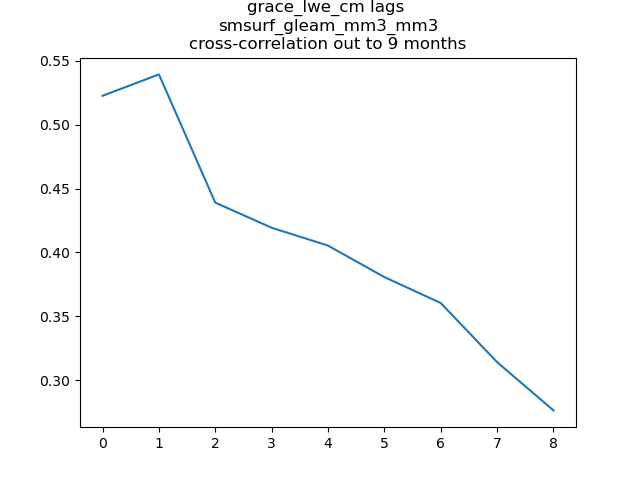 grace_lwe_cm lags
smsurf_gleam_mm3_mm3
cross-correlation out to 9 months
0.55
0.50
0.45
0.40
0.35
0.30
0 1 2 3 4 5 6 7 8